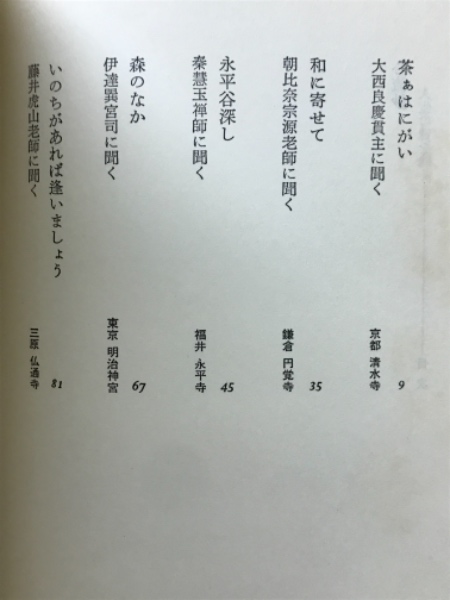 茶ぁはにがい
大西良慶貫主に聞く
京都 清水寺
9
和に寄せて
朝比奈宗源老師に聞く
鎌倉 円覚寺
35
永平谷深し
秦慧玉禅師に聞く
福井 永平寺
45
森のなか
伊達巽宮司に聞く
東京 明治神宮
67
いのちがあれば逢いましょう
藤井虎山老師に聞く
三原 仏通寺
81